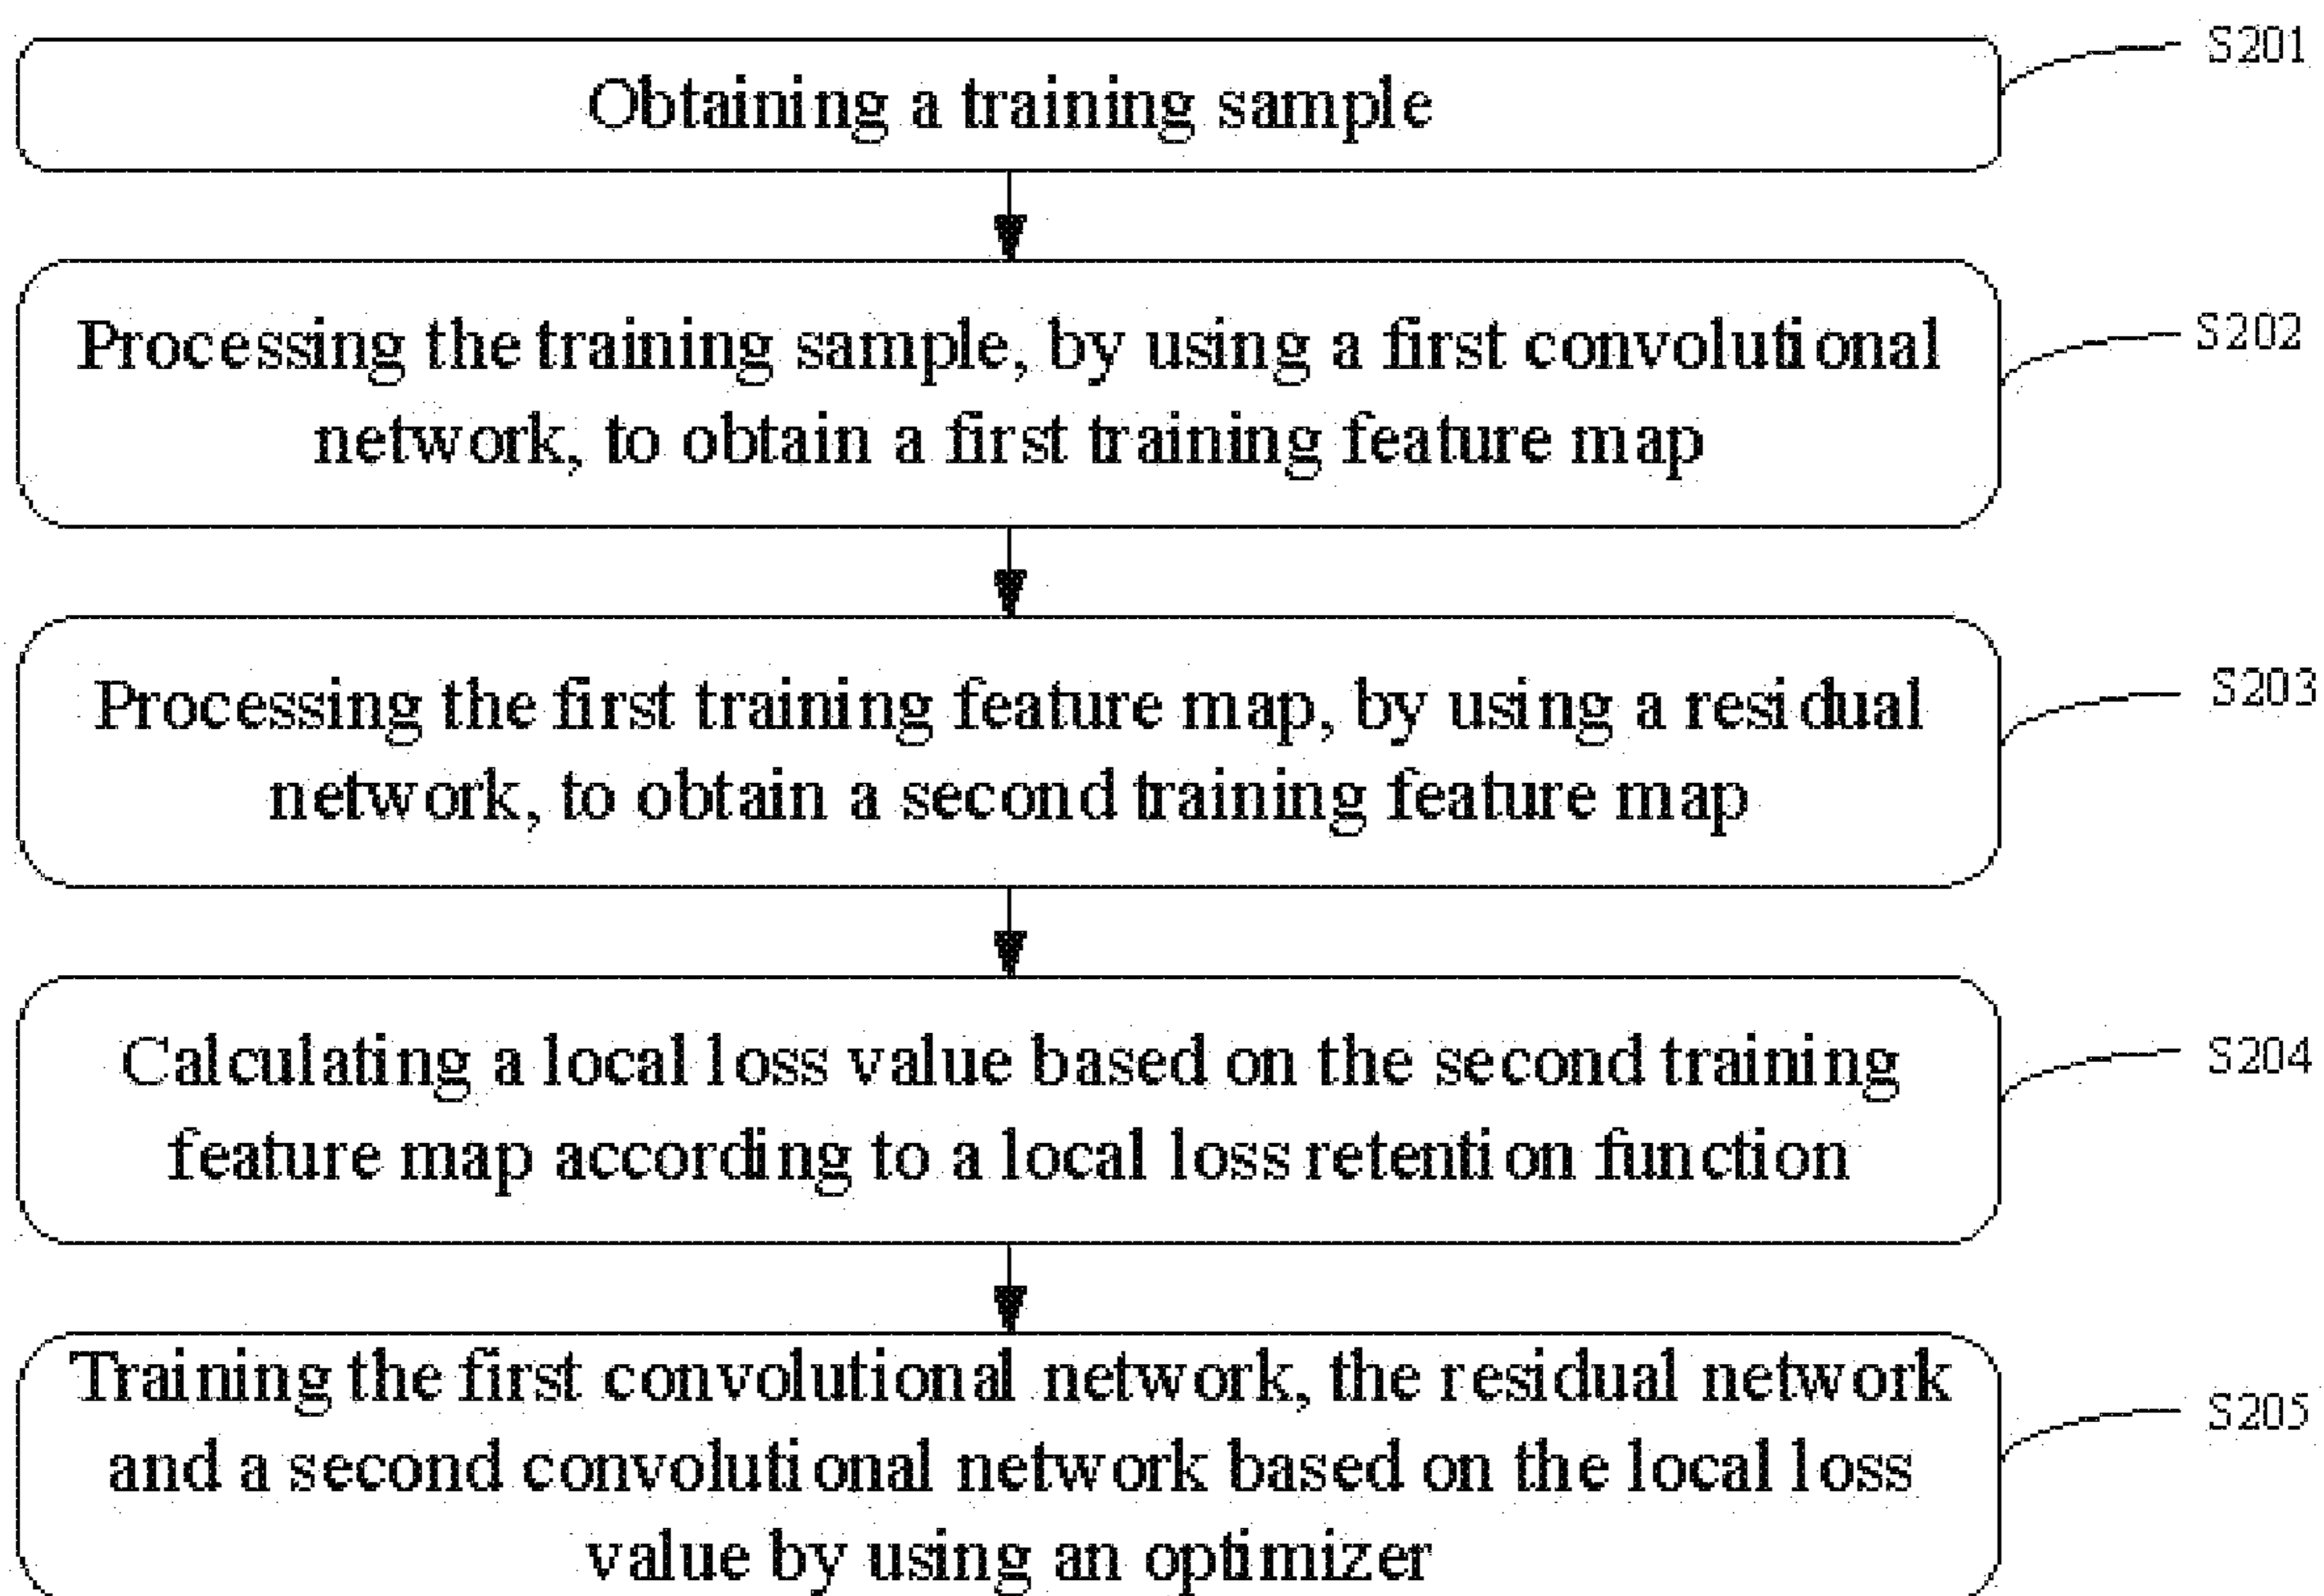 Obtaining a training sample
S201
Processing the training sample, by using a first convolutional
network, to obtain a first training feature map
S202
Processing the first training feature map, by using a residual
network, to obtain a second training feature map
S203
Calculating a local loss value based on the second training
feature map according to a local loss retention function
S204
Training the first convolutional network, the residual network
and a second convolutional network based on the local loss
value by using an optimizer
S205